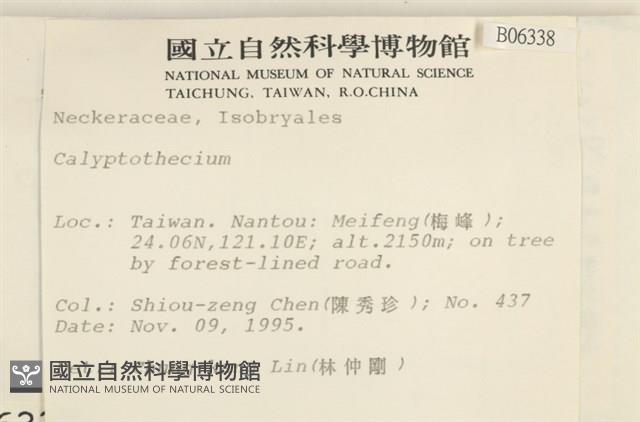 國立自然科學博物館
B06338
NATIONAL MUSEUM OF NATURAL SCIENCE
TAICHUNG, TAIWAN, R.O.CHINA
Neckeraceae, Isobryales
Calyptothecium
Loc.: Taiwan. Nantou: Meifeng(梅峰);
24.06N,121.10E; alt.2150m; on tree
by forest-lined road.
Col.: Shiou-zeng Chen(陳秀珍); No. 437
Date: Nov. 09, 1995.
Lin(林仲剛)
國立自然科學博物館
NATIONAL MUSEUM OF NATURAL SCIENCE